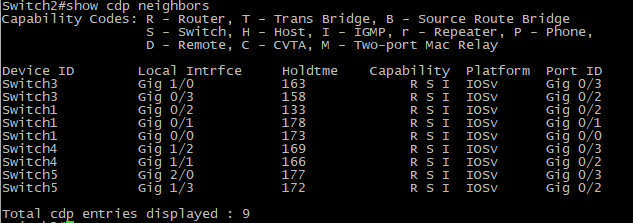 Switch2#show cdp neighbors
Capability Codes: R - Router, T - Trans Bridge, B - Source Route Bridge
S - Switch, H - Host, I - IGMP, r - Repeater, P - Phone,
D - Remote, C - CVTA, M - Two-port Mac Relay
Device ID Local Intrfce Holdtme Capability Platform Port ID
Switch3 Gig 1/0 163 R S I IOSv Gig 0/3
Switch3 Gig 0/3 158 R S I IOSv Gig 0/2
Switch1 Gig 0/2 133 R S I IOSv Gig 0/2
Switch1 Gig 0/1 178 R S I IOSv Gig 0/1
Switch1 Gig 0/0 173 R S I IOSv Gig 0/0
Switch4 Gig 1/2 169 R S I IOSv Gig 0/3
Switch4 Gig 1/1 166 R S I IOSv Gig 0/2
Switch5 Gig 2/0 177 R S I IOSv Gig 0/3
Switch5 Gig 1/3 172 R S I IOSv Gig 0/2
Total cdp entries displayed : 9